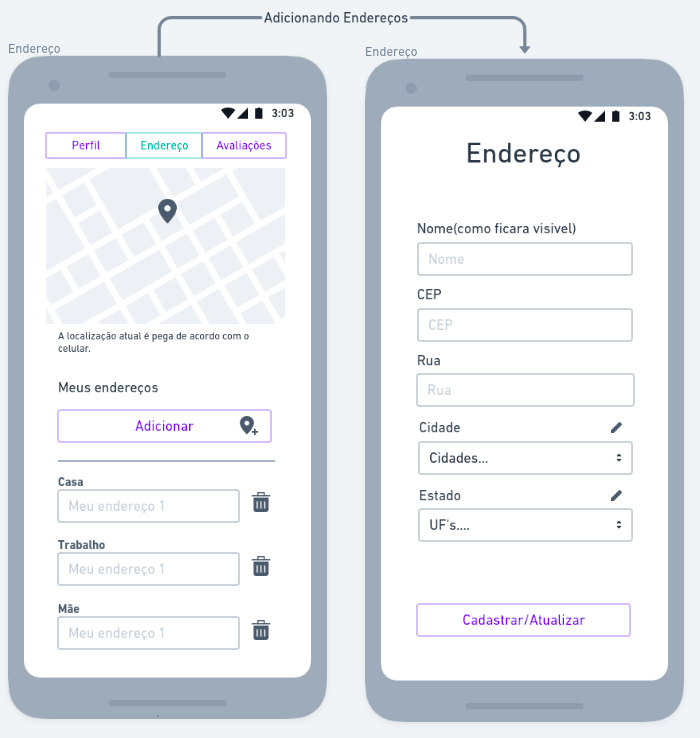 Adicionando Endereços
Endereço
3:03
Perfil
Endereço
Avaliações
A localização atual é pega de acordo com o
celular.
Meus endereços
Adicionar
Casa
Meu endereço 1
Trabalho
Meu endereço 1
Mãe
Meu endereço 1
Endereço
3:03
Endereço
Nome(como ficara visivel)
Nome
CEP
CEP
Rua
Rua
Cidade
Cidades...
Estado
UF's....
Cadastrar/Atualizar